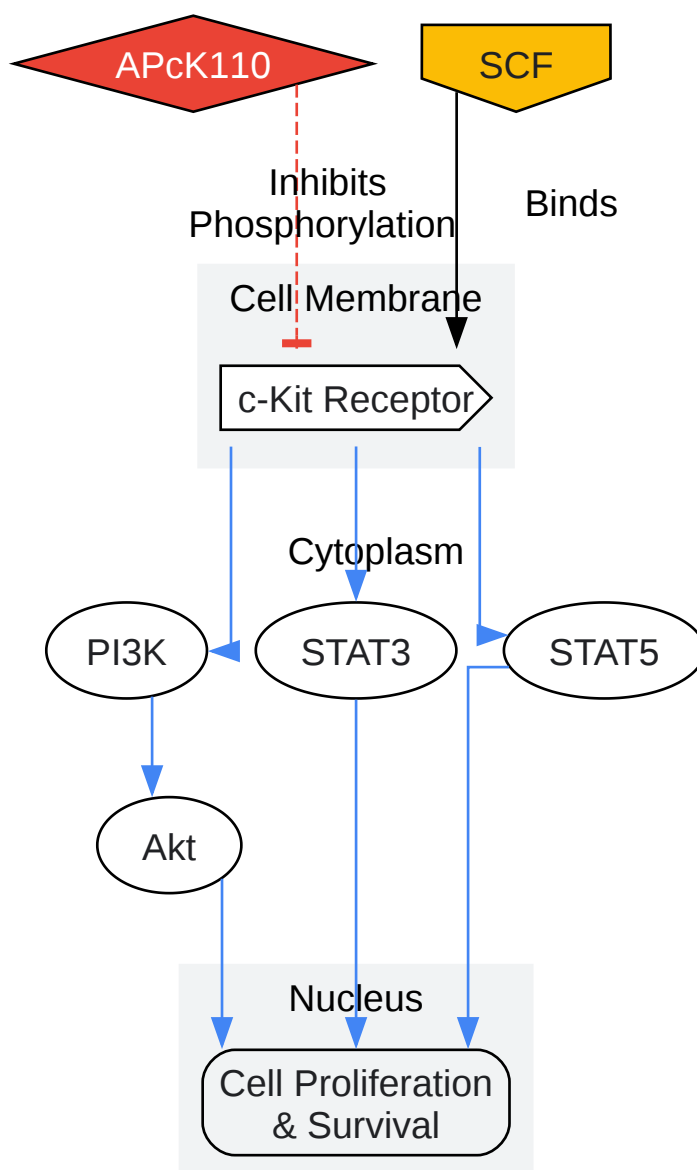 APcK110
SCF
Inhibits
Phosphorylation
Binds
Cell Membrane
c-Kit Receptor
Cytoplasm
PI3K
STAT3
STAT5
Akt
Nucleus
Cell Proliferation
& Survival